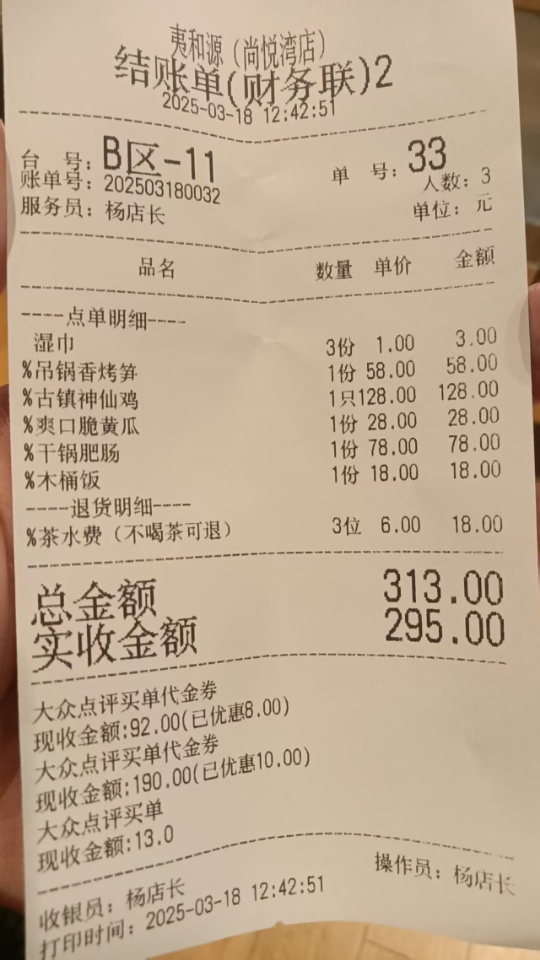 夷和源（尚悦湾店）
结账单(财务联)2
2025-03-18 12:42:51
台 号：B区-11 单 号：33
账单号：202503180032 人数：3
服务员：杨店长 单位：元
品名 数量 单价 金额
----点单明细----
湿巾 3份 1.00 3.00
%吊锅香烤笋 1份 58.00 58.00
%古镇神仙鸡 1只 128.00 128.00
%爽口脆黄瓜 1份 28.00 28.00
%干锅肥肠 1份 78.00 78.00
%木桶饭 1份 18.00 18.00
----退货明细----
%茶水费（不喝茶可退） 3位 6.00 18.00
总金额 313.00
实收金额 295.00
大众点评买单代金券
现收金额:92.00(已优惠8.00)
大众点评买单代金券
现收金额:190.00(已优惠10.00)
大众点评买单
现收金额:13.0
收银员：杨店长 操作员：杨店长
打印时间：2025-03-18 12:42:51